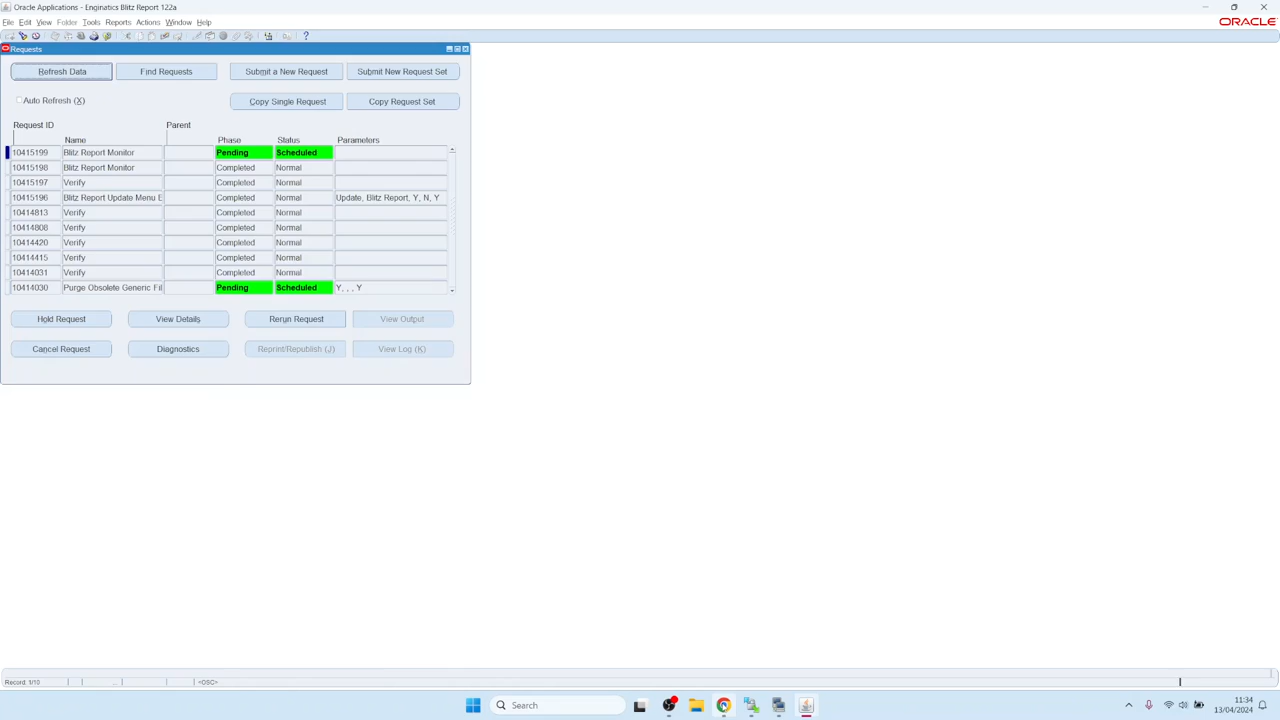 Oracle Applications - Enginatics Blitz Report 122a
File Edit View Folder Tools Reports Actions Window Help
ORACLE
Requests
Refresh Data Find Requests Submit a New Request Submit New Request Set
Auto Refresh (X) Copy Single Request Copy Request Set
Request ID Parent
Name Phase Status Parameters
10415199 Blitz Report Monitor Pending Scheduled
10415198 Blitz Report Monitor Completed Normal
10415197 Verify Completed Normal
10415196 Blitz Report Update Menu E Completed Normal Update, Blitz Report, Y, N, Y
10414813 Verify Completed Normal
10414808 Verify Completed Normal
10414420 Verify Completed Normal
10414415 Verify Completed Normal
10414031 Verify Completed Normal
10414030 Purge Obsolete Generic Fil Pending Scheduled Y, , , Y
Hold Request View Details Rerun Request View Output
Cancel Request Diagnostics Reprint/Republish (J) View Log (K)
Record: 1/10 ... <OSC>
Search
11:34
13/04/2024